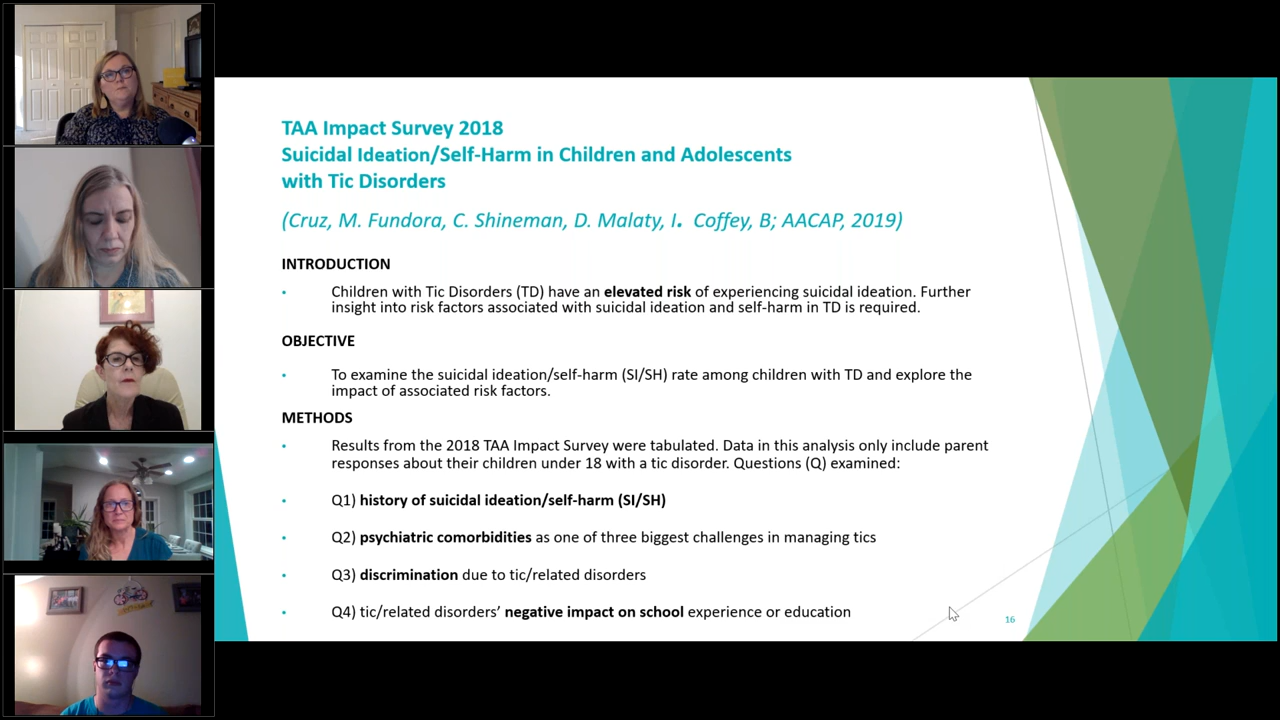 TAA Impact Survey 2018
Suicidal Ideation/Self-Harm in Children and Adolescents
with Tic Disorders
(Cruz, M. Fundora, C. Shineman, D. Malaty, I. Coffey, B; AACAP, 2019)
INTRODUCTION
• Children with Tic Disorders (TD) have an elevated risk of experiencing suicidal ideation. Further
insight into risk factors associated with suicidal ideation and self-harm in TD is required.
OBJECTIVE
• To examine the suicidal ideation/self-harm (SI/SH) rate among children with TD and explore the
impact of associated risk factors.
METHODS
• Results from the 2018 TAA Impact Survey were tabulated. Data in this analysis only include parent
responses about their children under 18 with a tic disorder. Questions (Q) examined:
• Q1) history of suicidal ideation/self-harm (SI/SH)
• Q2) psychiatric comorbidities as one of three biggest challenges in managing tics
• Q3) discrimination due to tic/related disorders
• Q4) tic/related disorders’ negative impact on school experience or education
16